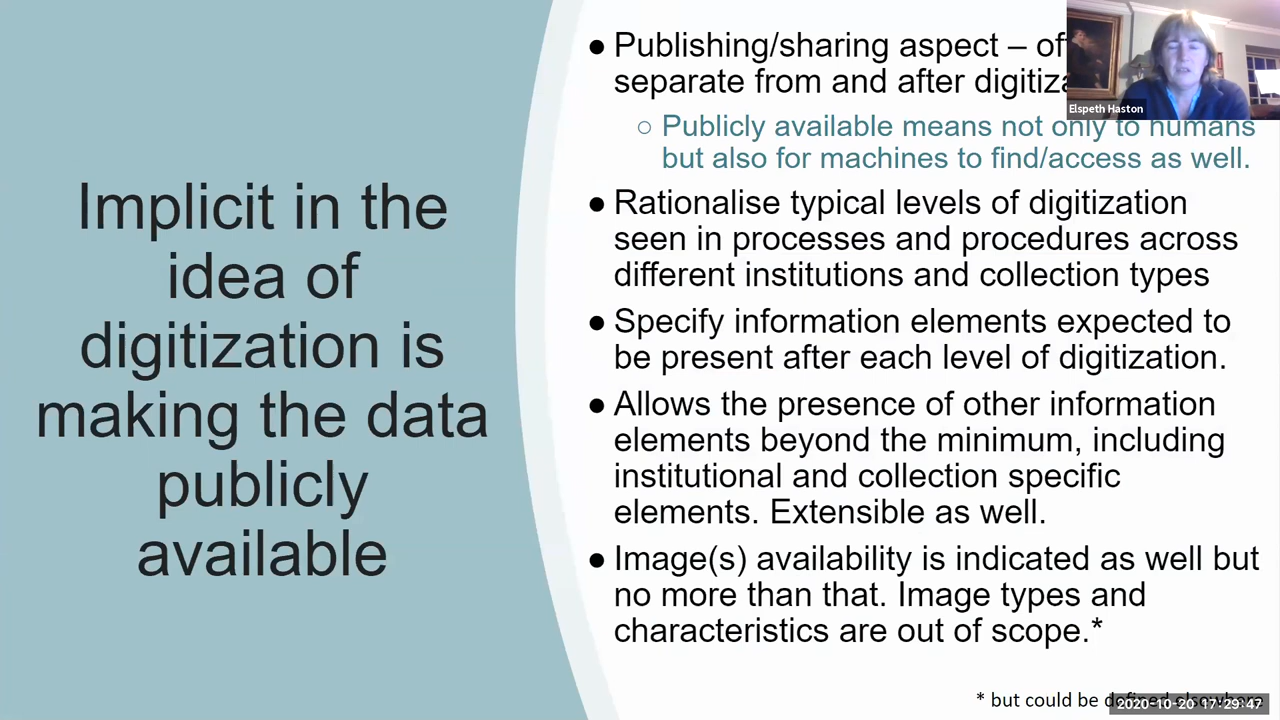 Implicit in the
idea of
digitization is
making the data
publicly
available
● Publishing/sharing aspect –
separate from and after
○ Publicly available means not only to humans
but also for machines to find/access as well.
● Rationalise typical levels of digitization
seen in processes and procedures across
different institutions and collection types
● Specify information elements expected to
be present after each level of digitization.
● Allows the presence of other information
elements beyond the minimum, including
institutional and collection specific
elements. Extensible as well.
● Image(s) availability is indicated as well but
no more than that. Image types and
characteristics are out of scope.*
* but could be defined elsewhere
Elspeth Haston
2020-10-20 17:29:47